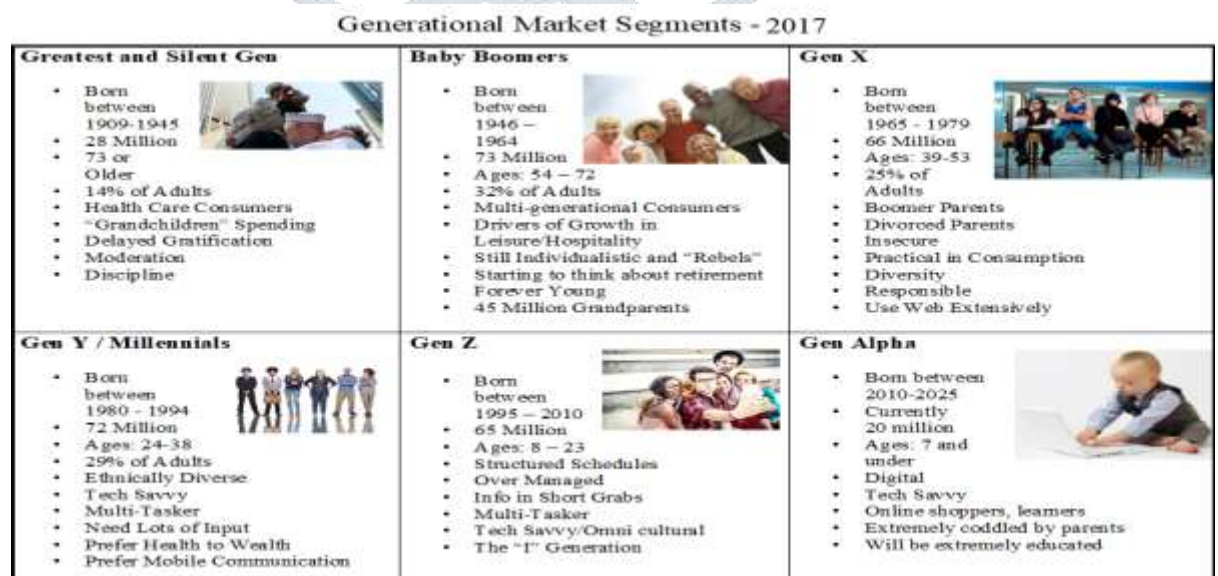 Generational Market Segments - 2017
Greatest and Silent Gen
• Born
between
1909-1945
• 28 Million
• 73 or
Older
• 14% of Adults
• Health Care Consumers
• “Grandchildren” Spending
• Delayed Gratification
• Moderation
• Discipline
Baby Boomers
• Born
between
1946 –
1964
• 73 Million
• Ages: 54 – 72
• 32% of Adults
• Multi-generational Consumers
• Drivers of Growth in
Leisure/Hospitality
• Still Individualistic and “Rebels”
• Starting to think about retirement
• Forever Young
• 45 Million Grandparents
Gen X
• Born
between
1965 - 1979
• 66 Million
• Ages: 39-53
• 25% of
Adults
• Boomer Parents
• Divorced Parents
• Insecure
• Practical in Consumption
• Diversity
• Responsible
• Use Web Extensively
Gen Y / Millennials
• Born
between
1980 - 1994
• 72 Million
• Ages: 24-38
• 29% of Adults
• Ethnically Diverse
• Tech Savvy
• Multi-Tasker
• Need Lots of Input
• Prefer Health to Wealth
• Prefer Mobile Communication
Gen Z
• Born
between
1995 – 2010
• 65 Million
• Ages: 8 – 23
• Structured Schedules
• Over Managed
• Info in Short Grabs
• Multi-Tasker
• Tech Savvy/Omni cultural
• The “I” Generation
Gen Alpha
• Born between
2010-2025
• Currently
20 million
• Ages: 7 and
under
• Digital
• Tech Savvy
• Online shoppers, learners
• Extremely coddled by parents
• Will be extremely educated